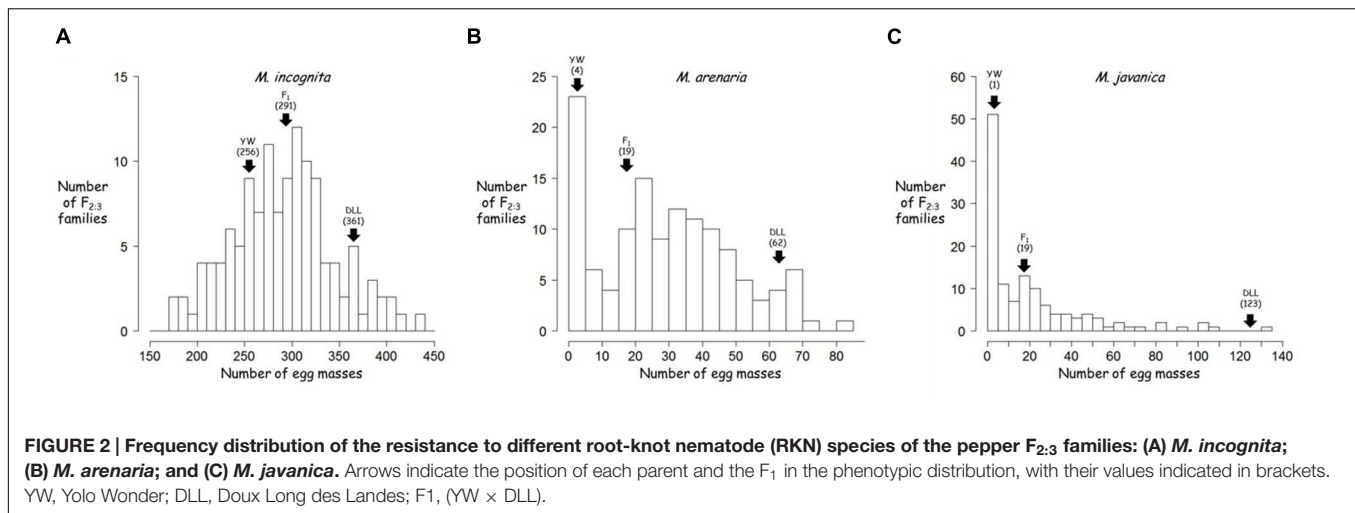 A
M. incognita
15
10
5
0
Number
of F2:3
families
YW
(256)
F1
(291)
DLL
(361)
150 200 250 300 350 400 450
Number of egg masses
B
M. arenaria
25
20
15
10
5
0
Number
of F2:3
families
YW
(4)
F1
(19)
DLL
(62)
0 10 20 30 40 50 60 70 80
Number of egg masses
C
M. javanica
60
50
40
30
20
10
0
Number
of F2:3
families
YW
(1)
F1
(19)
DLL
(123)
0 20 40 60 80 100 120 140
Number of egg masses
FIGURE 2 | Frequency distribution of the resistance to different root-knot nematode (RKN) species of the pepper F2:3 families: (A) M. incognita;
(B) M. arenaria; and (C) M. javanica. Arrows indicate the position of each parent and the F1 in the phenotypic distribution, with their values indicated in brackets.
YW, Yolo Wonder; DLL, Doux Long des Landes; F1, (YW × DLL).